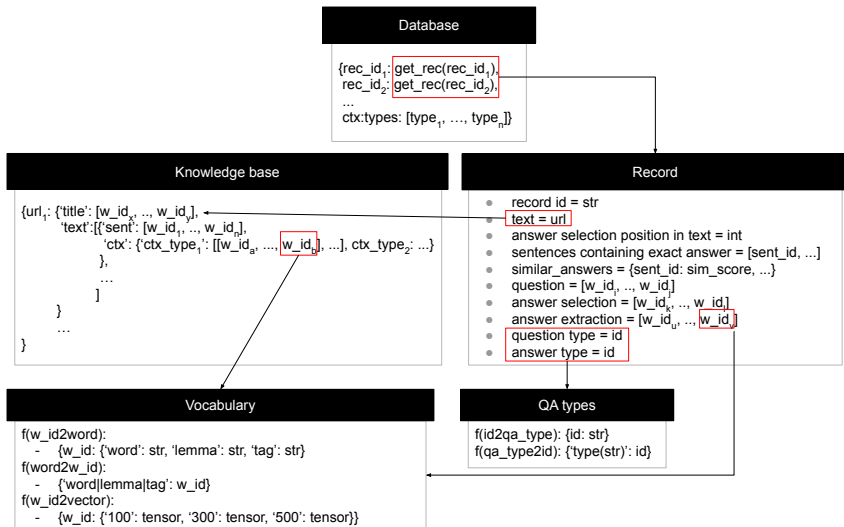 Database
{rec_id₁: get_rec(rec_id₁),
rec_id₂: get_rec(rec_id₂),
...
ctx:types: [type₁, …, typeₙ]}
Knowledge base
{url₁: {‘title’: [w_idₓ, .., w_id_y],
‘text’:[{‘sent’: [w_id₁, .., w_idₙ],
‘ctx’: {‘ctx_type₁’: [[w_idₐ, ..., w_id_b], ...], ctx_type₂: ...}
},
…
]
}
…
}
Record
● record id = str
● text = url
● answer selection position in text = int
● sentences containing exact answer = [sent_id, ...]
● similar_answers = {sent_id: sim_score, ...}
● question = [w_idᵢ, .., w_idⱼ]
● answer selection = [w_idₖ, .., w_idₗ]
● answer extraction = [w_idᵤ, .., w_idᵥ]
● question type = id
● answer type = id
Vocabulary
f(w_id2word):
- {w_id: {‘word’: str, ‘lemma’: str, ‘tag’: str}
f(word2w_id):
- {‘word|lemma|tag’: w_id}
f(w_id2vector):
- {w_id: {‘100’: tensor, ‘300’: tensor, ‘500’: tensor}}
QA types
f(id2qa_type): {id: str}
f(qa_type2id): {‘type(str)’: id}